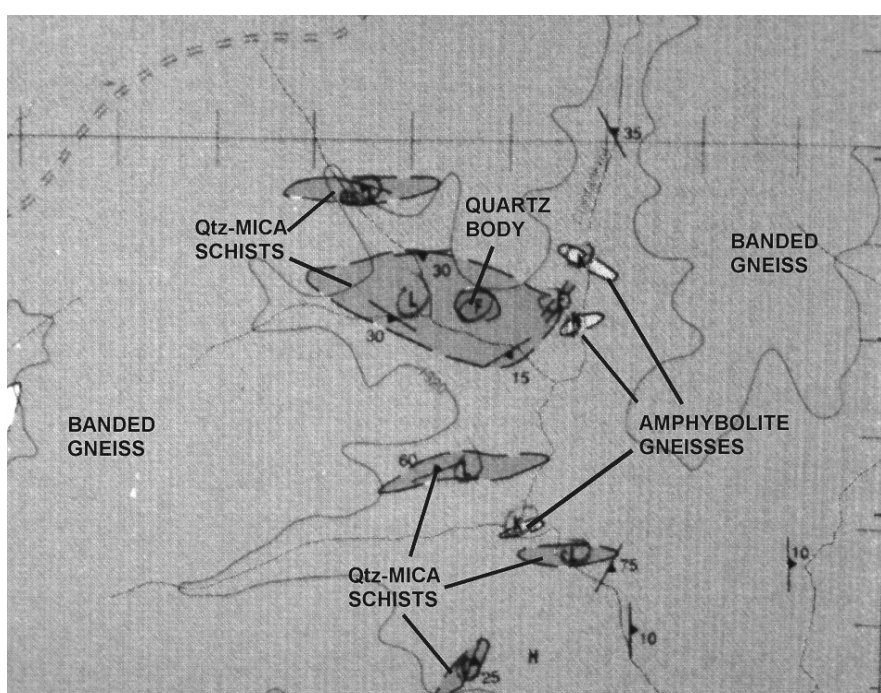 35
Qtz-MICA
SCHISTS
QUARTZ
BODY
BANDED
GNEISS
30
L
F
30
15
BANDED
GNEISS
AMPHYBOLITE
GNEISSES
60
L
K
L
Qtz-MICA
SCHISTS
75
10
10
M
25